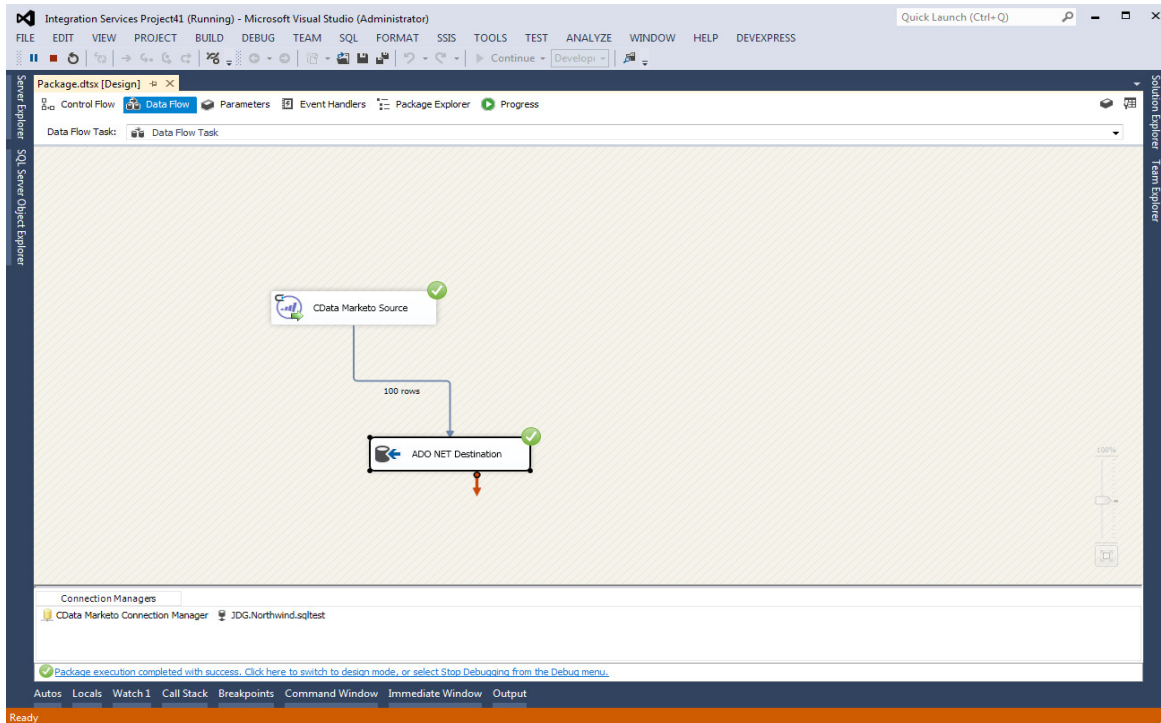 Integration Services Project41 (Running) - Microsoft Visual Studio (Administrator)
Quick Launch (Ctrl+Q)
FILE EDIT VIEW PROJECT BUILD DEBUG TEAM SQL FORMAT SSIS TOOLS TEST ANALYZE WINDOW HELP DEVEXPRESS
Continue Developi
Package.dtsx [Design]
Control Flow Data Flow Parameters Event Handlers Package Explorer Progress
Data Flow Task: Data Flow Task
Server Explorer
SQL Server Object Explorer
Solution Explorer
Team Explorer
CData Marketo Source
100 rows
ADO NET Destination
100%
Connection Managers
CData Marketo Connection Manager JDG.Northwind.sqltest
Package execution completed with success. Click here to switch to design mode, or select Stop Debugging from the Debug menu.
Autos Locals Watch 1 Call Stack Breakpoints Command Window Immediate Window Output
Ready